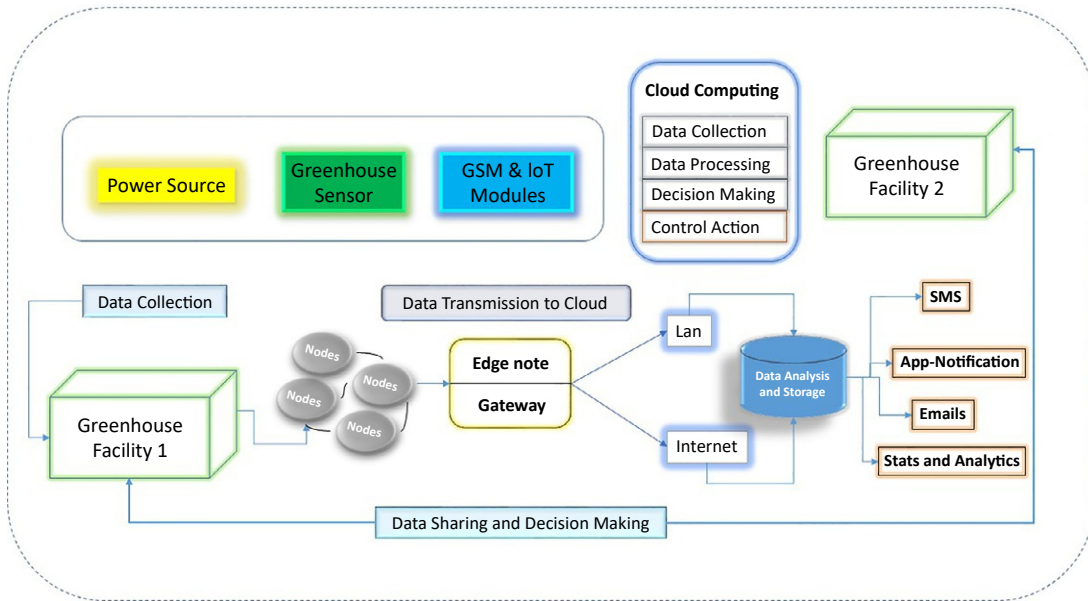 Cloud Computing
Data Collection
Data Processing
Decision Making
Control Action
Greenhouse
Facility 2
Power Source
Greenhouse
Sensor
GSM & IoT
Modules
Data Collection
Data Transmission to Cloud
SMS
Lan
Nodes
Nodes
Nodes
Nodes
Edge note
Gateway
Data Analysis
and Storage
App-Notification
Emails
Greenhouse
Facility 1
Internet
Stats and Analytics
Data Sharing and Decision Making